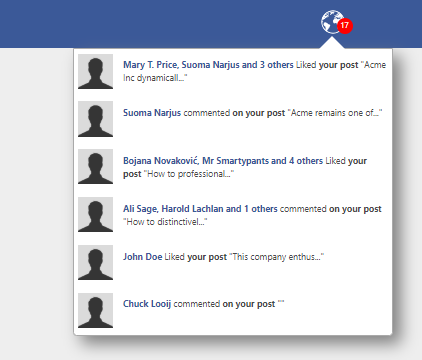 17
Mary T. Price, Suoma Narjus and 3 others Liked your post "Acme
Inc dynamicall..."
Suoma Narjus commented on your post "Acme remains one of..."
Bojana Novaković, Mr Smartypants and 4 others Liked your
post "How to professional..."
Ali Sage, Harold Lachlan and 1 others commented on your post
"How to distinctivel..."
John Doe Liked your post "This company enthus..."
Chuck Looij commented on your post ""